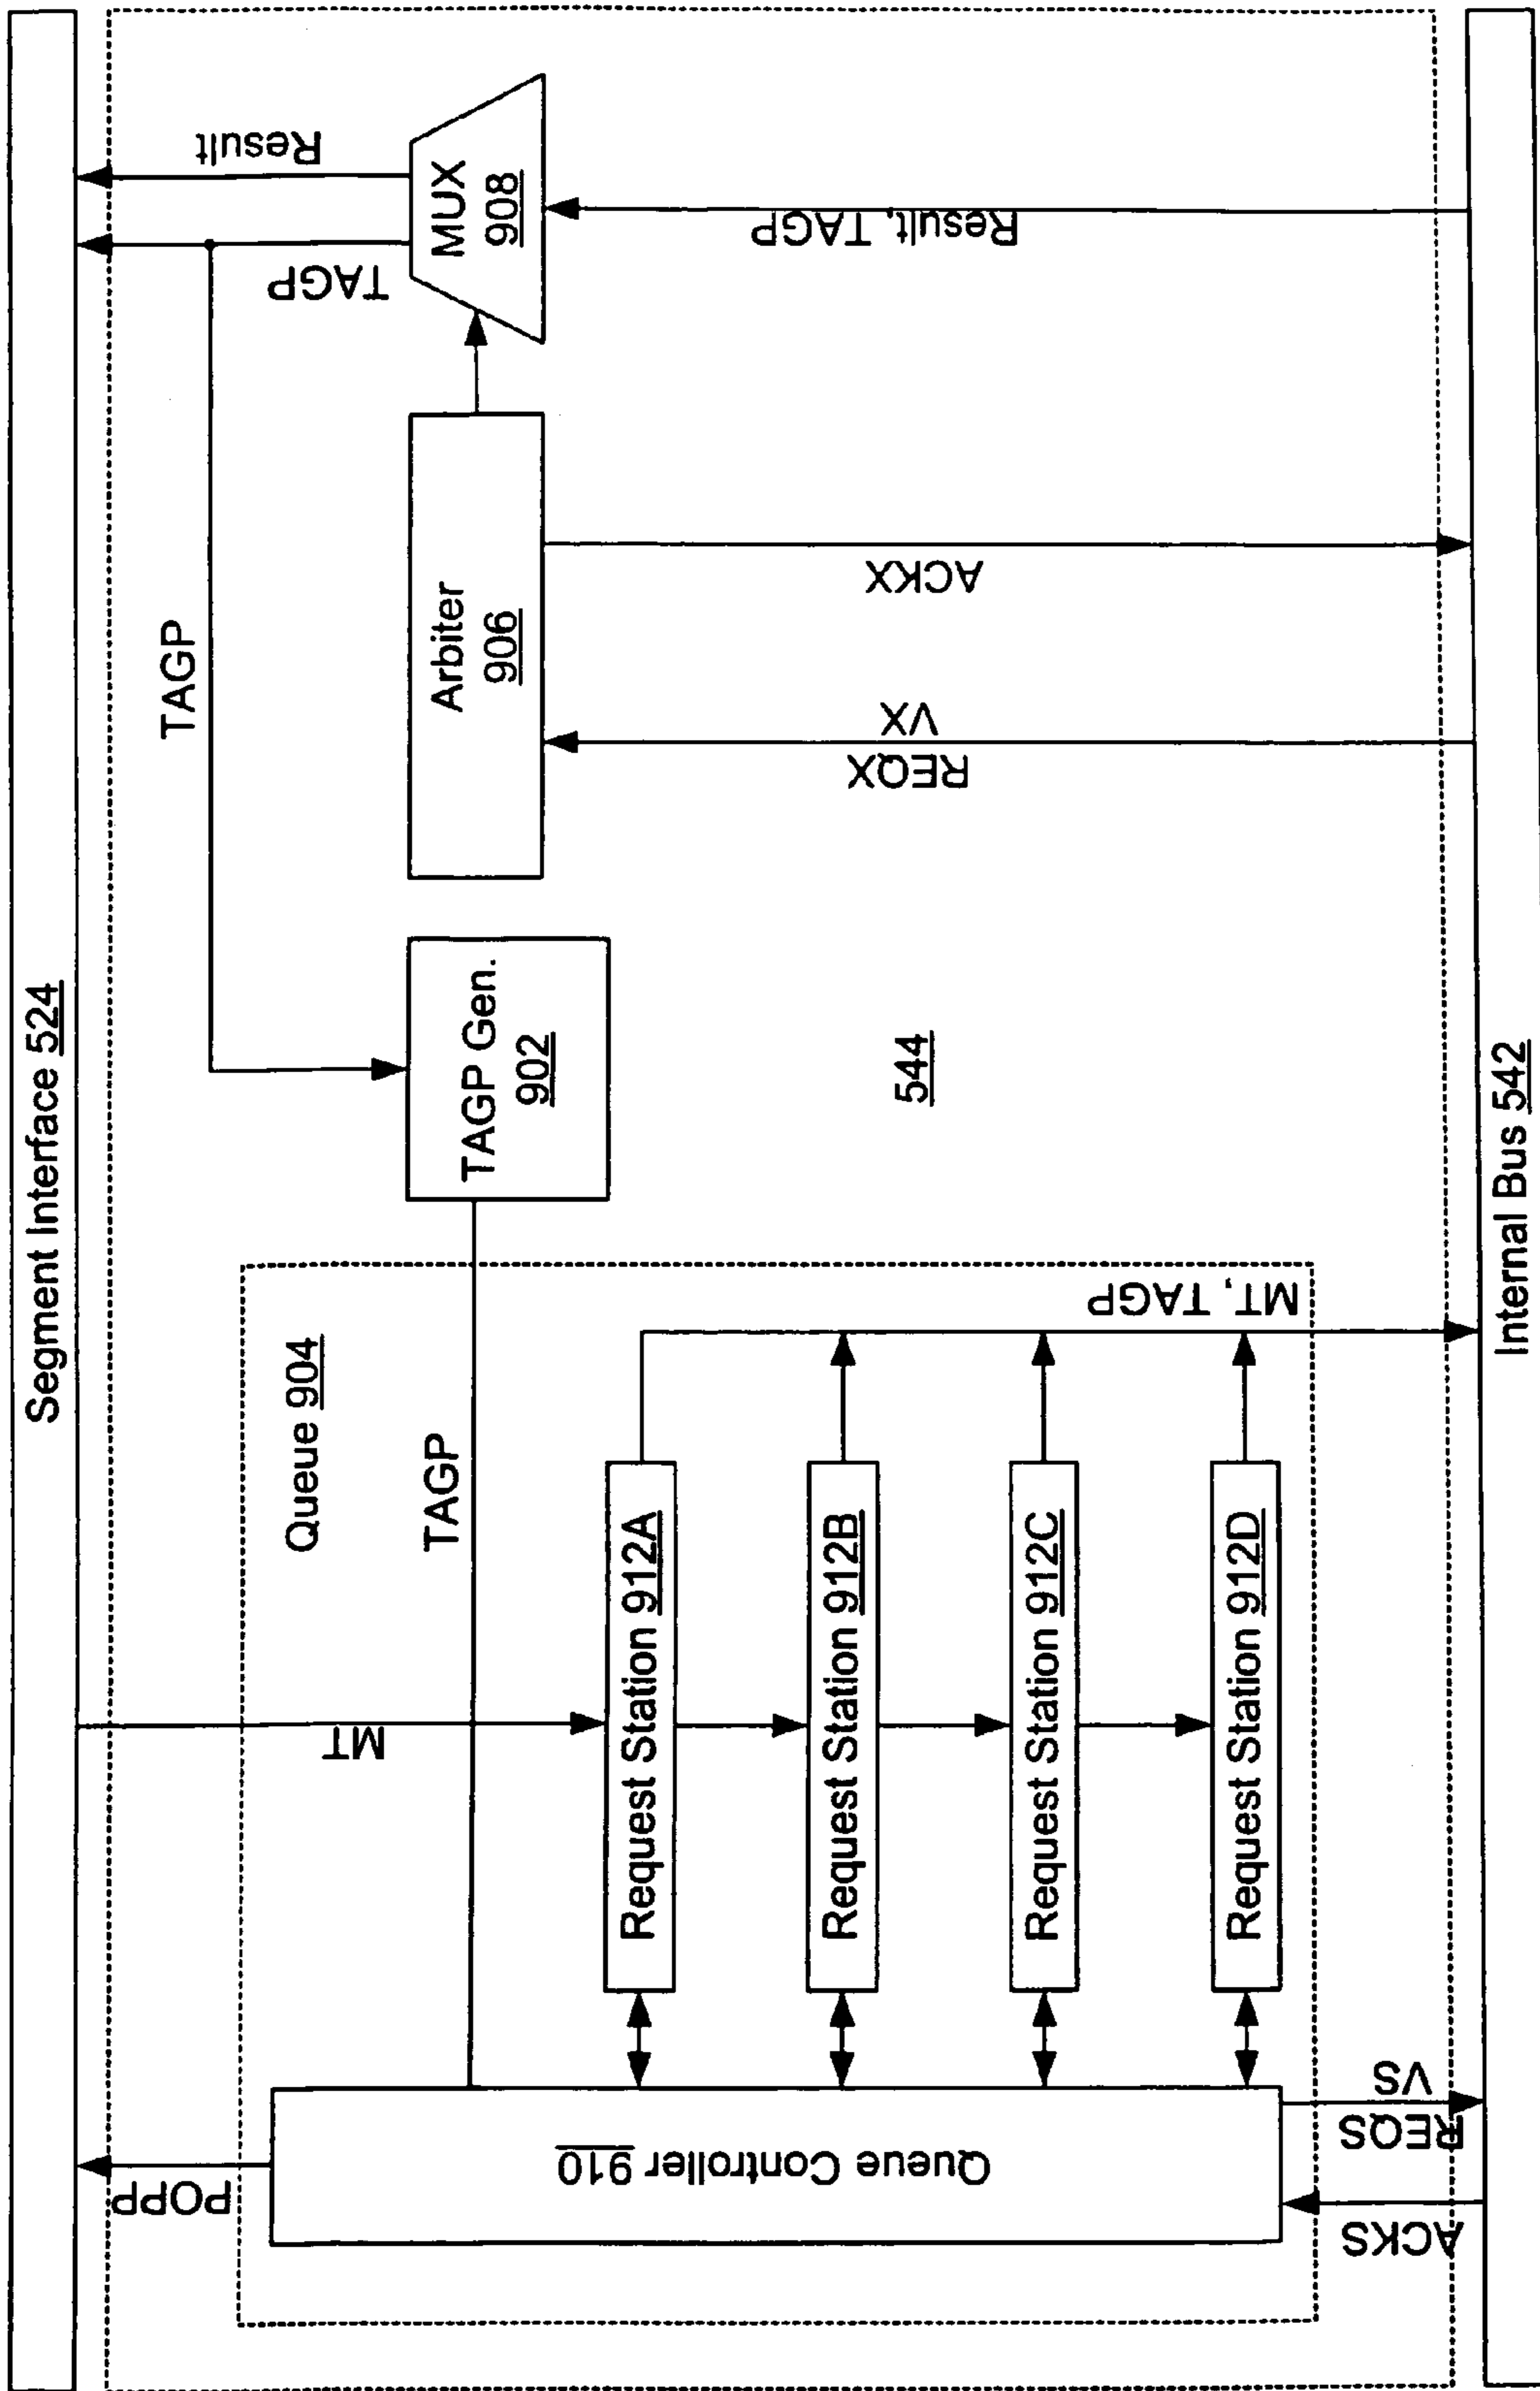 Segment Interface 524
POPP
MT
Queue 904
TAGP
TAGP
TAGP
Result
Queue Controller 910
Request Station 912A
Request Station 912B
Request Station 912C
Request Station 912D
MT, TAGP
TAGP Gen.
902
544
Arbiter
906
MUX
908
REQX
VX
ACKX
Result, TAGP
ACKS
REQS
VS
Internal Bus 542